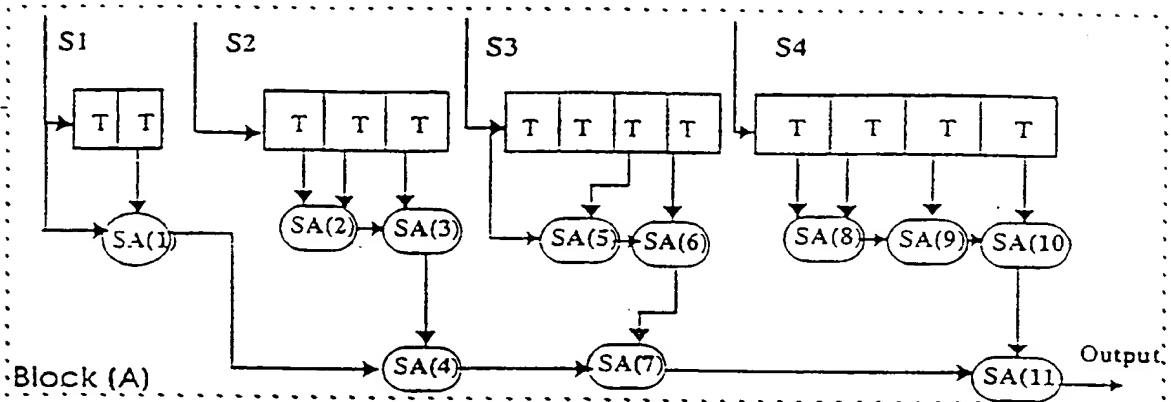 S1 S2 S3 S4
T T T T T T T T T T T T T
SA(1) SA(2) SA(3) SA(5) SA(6) SA(8) SA(9) SA(10)
SA(4) SA(7) SA(11) Output
Block (A)